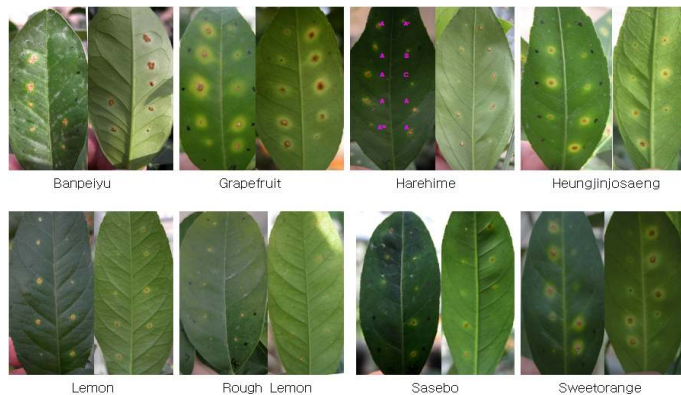 A A
A B
A C
A A
A
Banpeiyu Grapefruit Harehime Heungjinjosaeng
Lemon Rough Lemon Sasebo Sweetorange